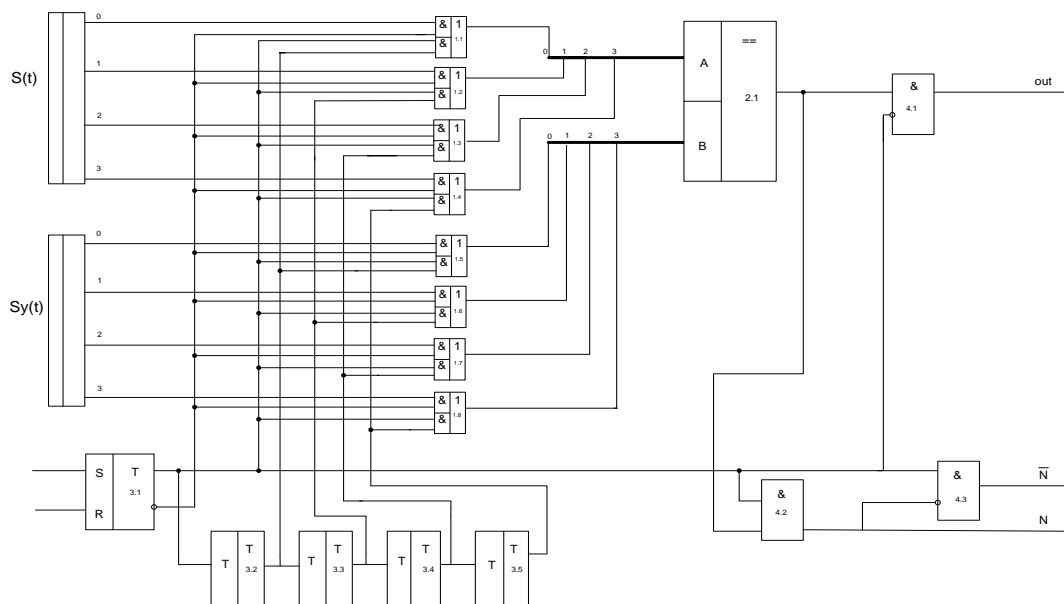 0
& 1
& 1.1
1
& 1
& 1.2
2
& 1
& 1.3
3
& 1
& 1.4
S(t)
0 1 2 3
A
==
2.1
B
0 1 2 3
&
4.1
out
0
& 1
& 1.5
1
& 1
& 1.6
2
& 1
& 1.7
3
& 1
& 1.8
Sy(t)
S T
3.1
R
T T
3.2
T T
3.3
T T
3.4
T T
3.5
&
4.2
&
4.3
N̅
N